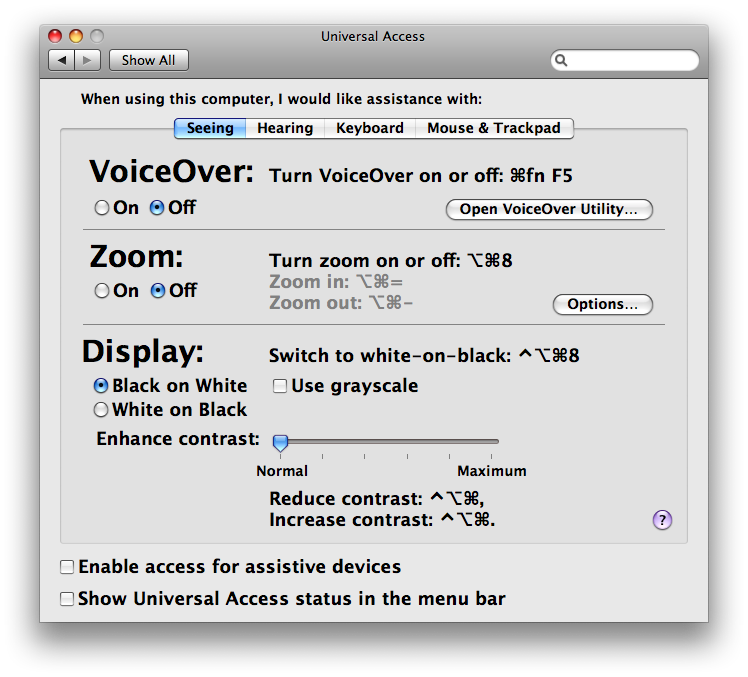 Universal Access
Show All
When using this computer, I would like assistance with:
Seeing Hearing Keyboard Mouse & Trackpad
VoiceOver: Turn VoiceOver on or off: ⌘fn F5
On Off Open VoiceOver Utility...
Zoom: Turn zoom on or off: ⌥⌘8
Zoom in: ⌥⌘=
On Off
Zoom out: ⌥⌘-
Options...
Display: Switch to white-on-black: ^⌥⌘8
Black on White Use grayscale
White on Black
Enhance contrast:
Normal Maximum
Reduce contrast: ^⌥⌘,
Increase contrast: ^⌥⌘.
?
Enable access for assistive devices
Show Universal Access status in the menu bar